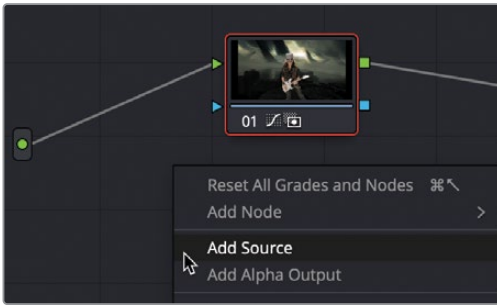 01
Reset All Grades and Nodes ⌘↖
Add Node >
Add Source
Add Alpha Output